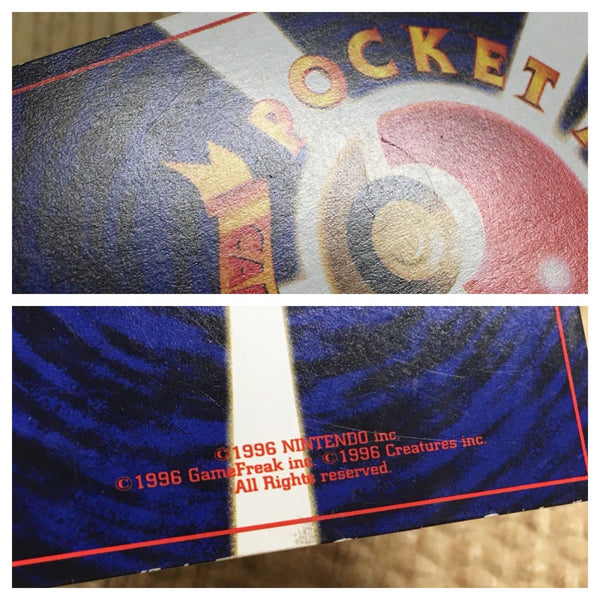 POCKET
©1996 NINTENDO inc.
©1996 GameFreak inc. ©1996 Creatures inc.
All Rights reserved.